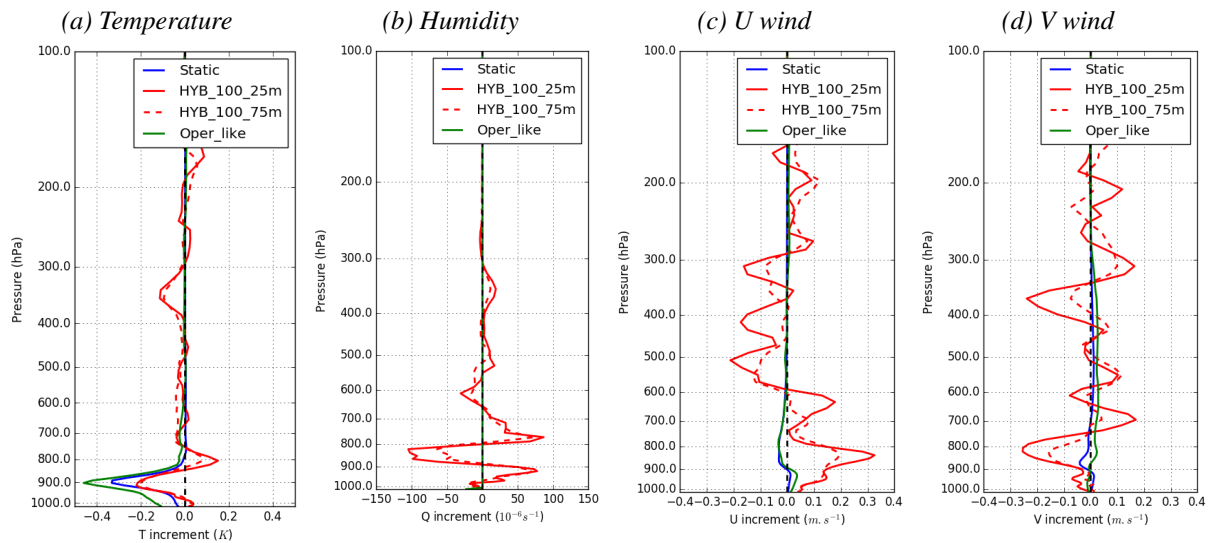 (a) Temperature
100.0
200.0
300.0
400.0
500.0
600.0
700.0
800.0
900.0
1000.0
Pressure (hPa)
Static
HYB_100_25m
HYB_100_75m
Oper_like
−0.4
−0.2
0.0
0.2
0.4
T increment (K)
(b) Humidity
100.0
200.0
300.0
400.0
500.0
600.0
700.0
800.0
900.0
1000.0
Pressure (hPa)
Static
HYB_100_25m
HYB_100_75m
Oper_like
−150
−100
−50
0
50
100
150
Q increment (10⁻⁶s⁻¹)
(c) U wind
100.0
200.0
300.0
400.0
500.0
600.0
700.0
800.0
900.0
1000.0
Pressure (hPa)
Static
HYB_100_25m
HYB_100_75m
Oper_like
−0.4
−0.3
−0.2
−0.1
0.0
0.1
0.2
0.3
0.4
U increment (m.s⁻¹)
(d) V wind
100.0
200.0
300.0
400.0
500.0
600.0
700.0
800.0
900.0
1000.0
Pressure (hPa)
Static
HYB_100_25m
HYB_100_75m
Oper_like
−0.4
−0.3
−0.2
−0.1
0.0
0.1
0.2
0.3
0.4
V increment (m.s⁻¹)